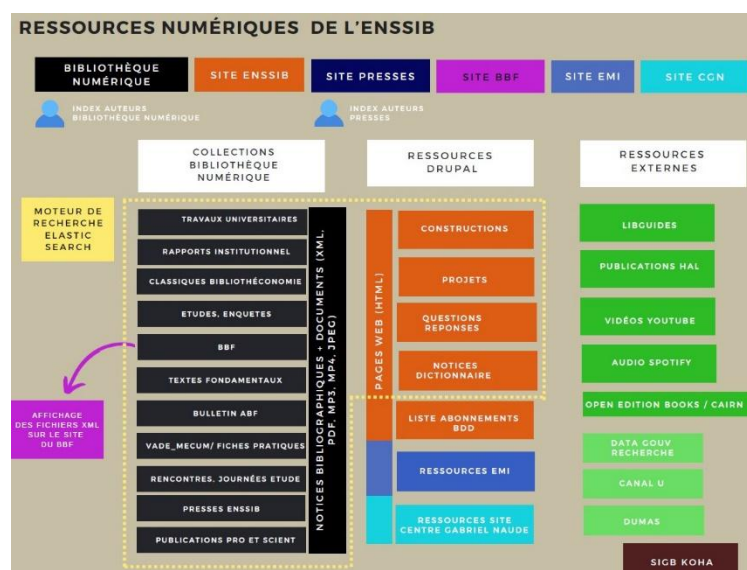 RESSOURCES NUMÉRIQUES DE L'ENSSIB
BIBLIOTHÈQUE
NUMÉRIQUE
SITE ENSSIB
SITE PRESSES
SITE BBF
SITE EMI
SITE CGN
INDEX AUTEURS
BIBLIOTHÈQUE NUMÉRIQUE
INDEX AUTEURS
PRESSES
COLLECTIONS
BIBLIOTHÈQUE
NUMÉRIQUE
RESSOURCES
DRUPAL
RESSOURCES
EXTERNES
MOTEUR DE
RECHERCHE
ELASTIC
SEARCH
TRAVAUX UNIVERSITAIRES
RAPPORTS INSTITUTIONNEL
CLASSIQUES BIBLIOTHÉCONOMIE
ETUDES, ENQUETES
BBF
TEXTES FONDAMENTAUX
BULLETIN ABF
VADE_MECUM/ FICHES PRATIQUES
RENCONTRES, JOURNÉES ETUDE
PRESSES ENSSIB
PUBLICATIONS PRO ET SCIENT
NOTICES BIBLIOGRAPHIQUES + DOCUMENTS (XML,
PDF, MP3, MP4, JPEG)
AFFICHAGE
DES FICHIERS XML
SUR LE SITE
DU BBF
PAGES WEB (HTML)
CONSTRUCTIONS
PROJETS
QUESTIONS
REPONSES
NOTICES
DICTIONNAIRE
LISTE ABONNEMENTS
BDD
RESSOURCES EMI
RESSOURCES SITE
CENTRE GABRIEL NAUDE
LIBGUIDES
PUBLICATIONS HAL
VIDÉOS YOUTUBE
AUDIO SPOTIFY
OPEN EDITION BOOKS / CAIRN
DATA GOUV
RECHERCHE
CANAL U
DUMAS
SIGB KOHA